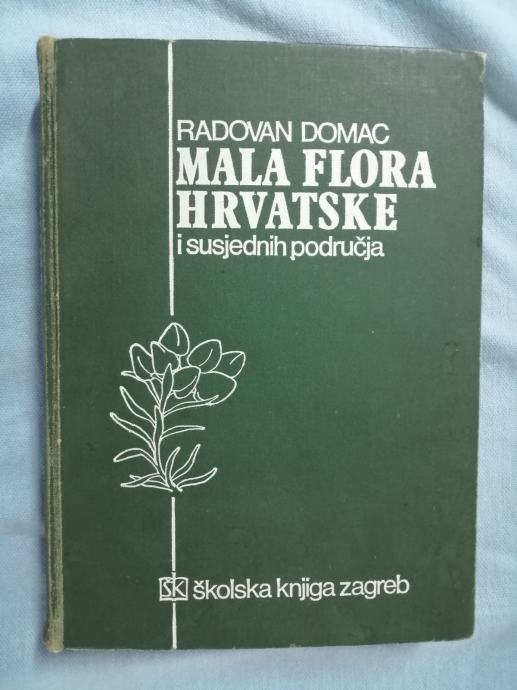 RADOVAN DOMAC
MALA FLORA
HRVATSKE
i susjednih područja
ŠK školska knjiga zagreb